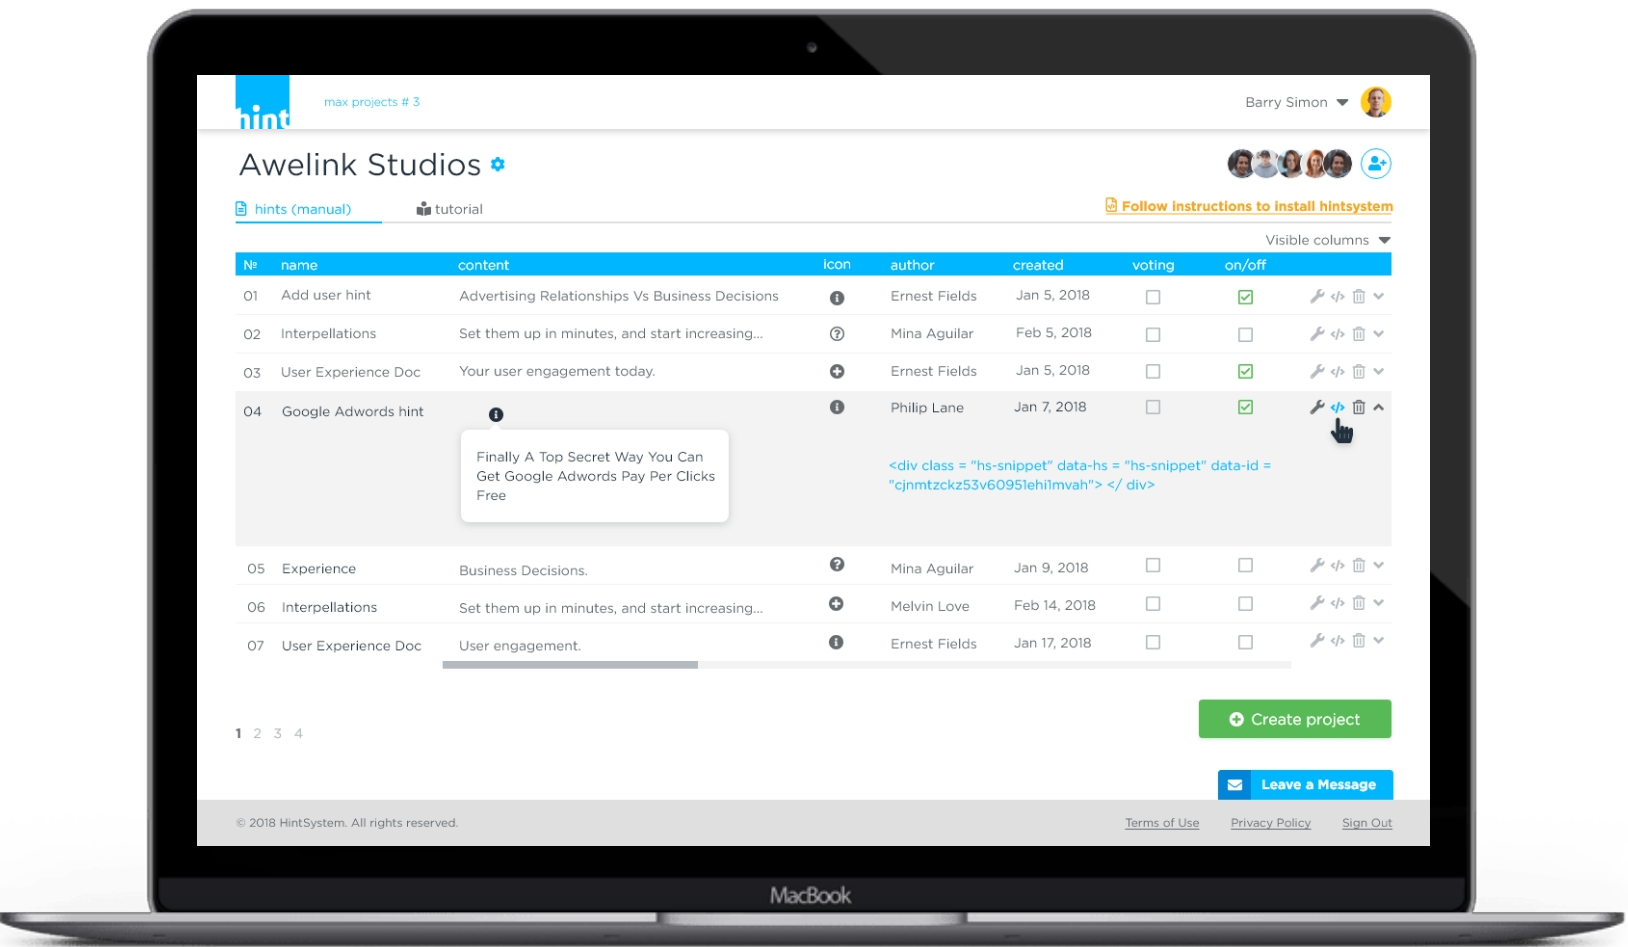 hint
max projects # 3
Barry Simon
Awelink Studios
hints (manual)
tutorial
Follow instructions to install hintsystem
Visible columns
№ name content icon author created voting on/off
01 Add user hint Advertising Relationships Vs Business Decisions Ernest Fields Jan 5, 2018
02 Interpellations Set them up in minutes, and start increasing... Mina Aguilar Feb 5, 2018
03 User Experience Doc Your user engagement today. Ernest Fields Jan 5, 2018
04 Google Adwords hint Philip Lane Jan 7, 2018
Finally A Top Secret Way You Can
Get Google Adwords Pay Per Clicks
Free
<div class = "hs-snippet" data-hs = "hs-snippet" data-id =
"cjnmtzckz53v60951ehi1mvah"> </ div>
05 Experience Business Decisions. Mina Aguilar Jan 9, 2018
06 Interpellations Set them up in minutes, and start increasing... Melvin Love Feb 14, 2018
07 User Experience Doc User engagement. Ernest Fields Jan 17, 2018
1 2 3 4
Create project
Leave a Message
© 2018 HintSystem. All rights reserved.
Terms of Use Privacy Policy Sign Out
MacBook